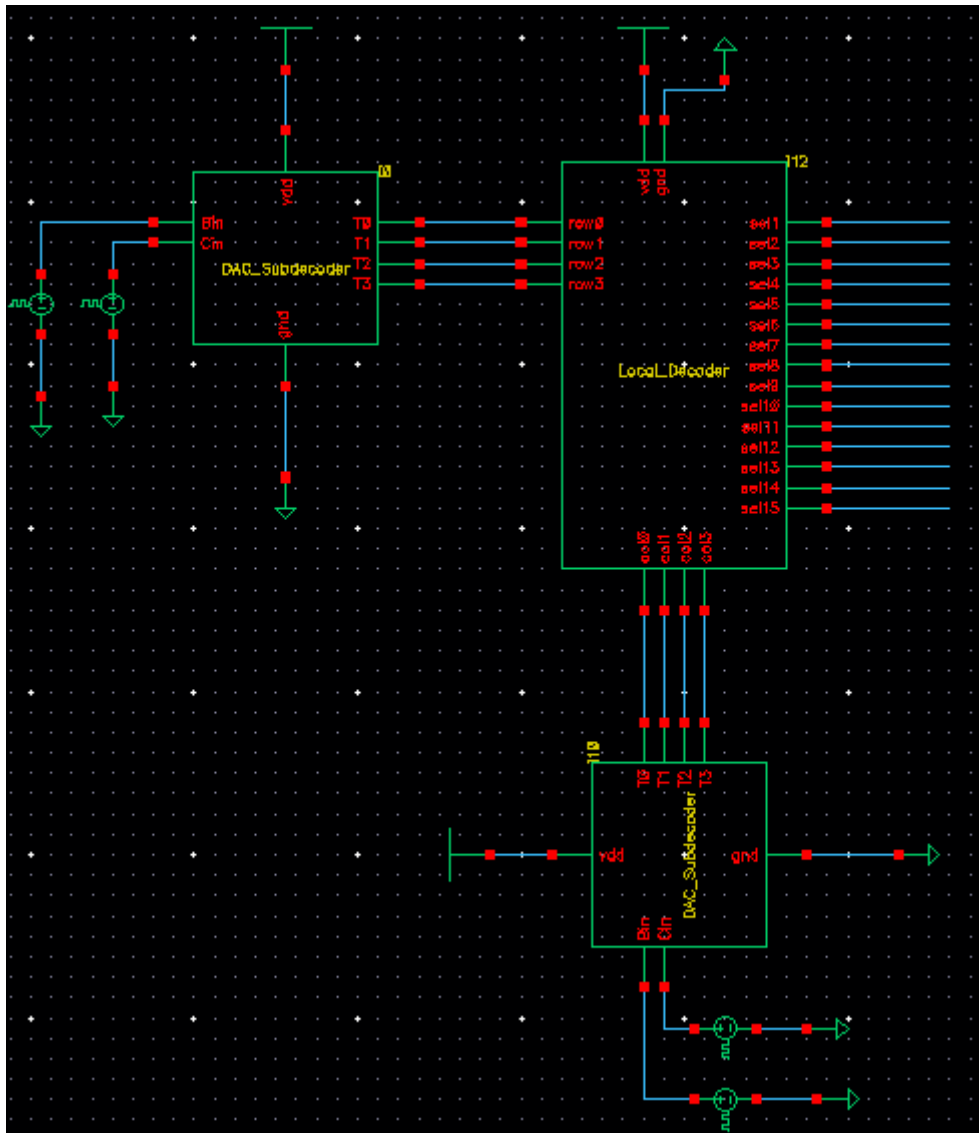 I12
I0
vdd
vdd
gnd
Bin
Cin
T0
T1
T2
T3
DAC_Subdecoder
gnd
row0
row1
row2
row3
Local_Decoder
sel1
sel2
sel3
sel4
sel5
sel6
sel7
sel8
sel9
sel10
sel11
sel12
sel13
sel14
sel15
col0
col1
col2
col3
I10
T0
T1
T2
T3
DAC_Subdecoder
vdd
gnd
Bin
Cin